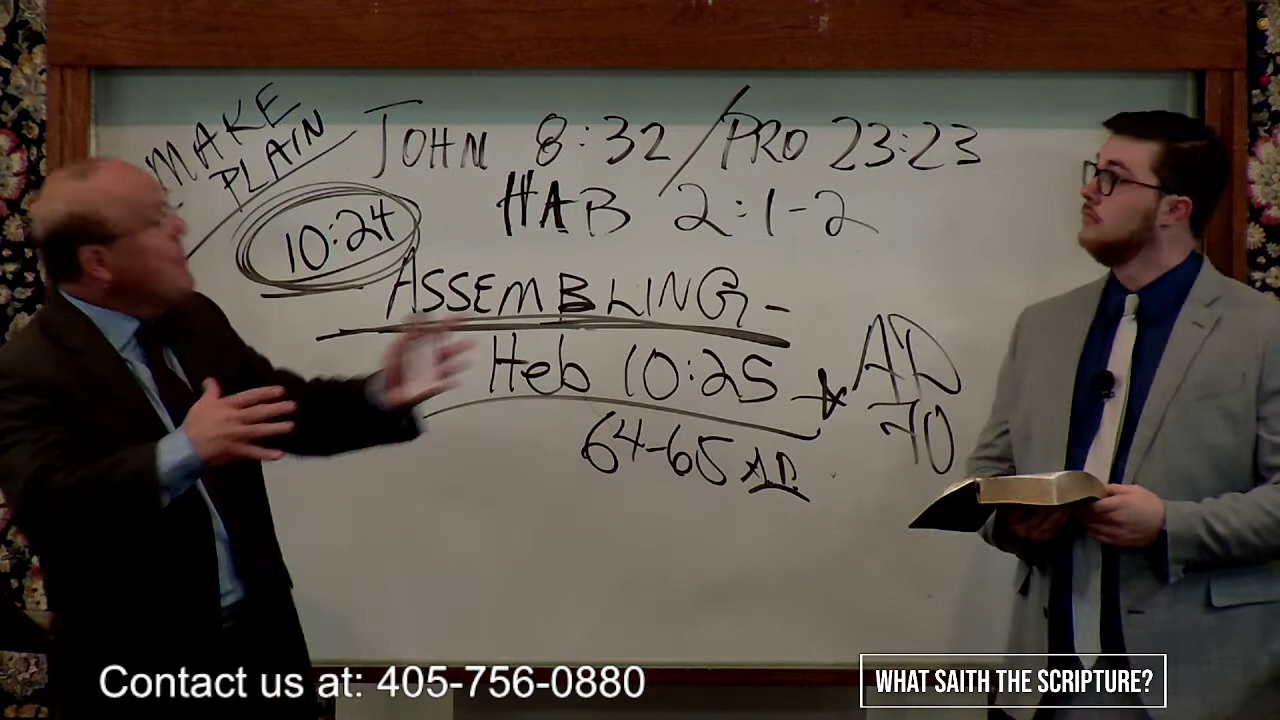 MAKE
PLAIN
JOHN 8:32/PRO 23:23
HAB 2:1-2
10:24
ASSEMBLING-
Heb 10:25
AD
70
64-65 AD.
Contact us at: 405-756-0880
WHAT SAITH THE SCRIPTURE?